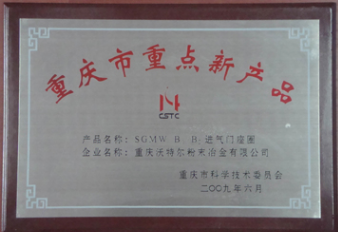 重庆市重点新产品
CSTC
产品名称：SGMW B、B₁进气门座圈
企业名称：重庆沃特尔粉末冶金有限公司
重庆市科学技术委员会
二〇〇九年六月